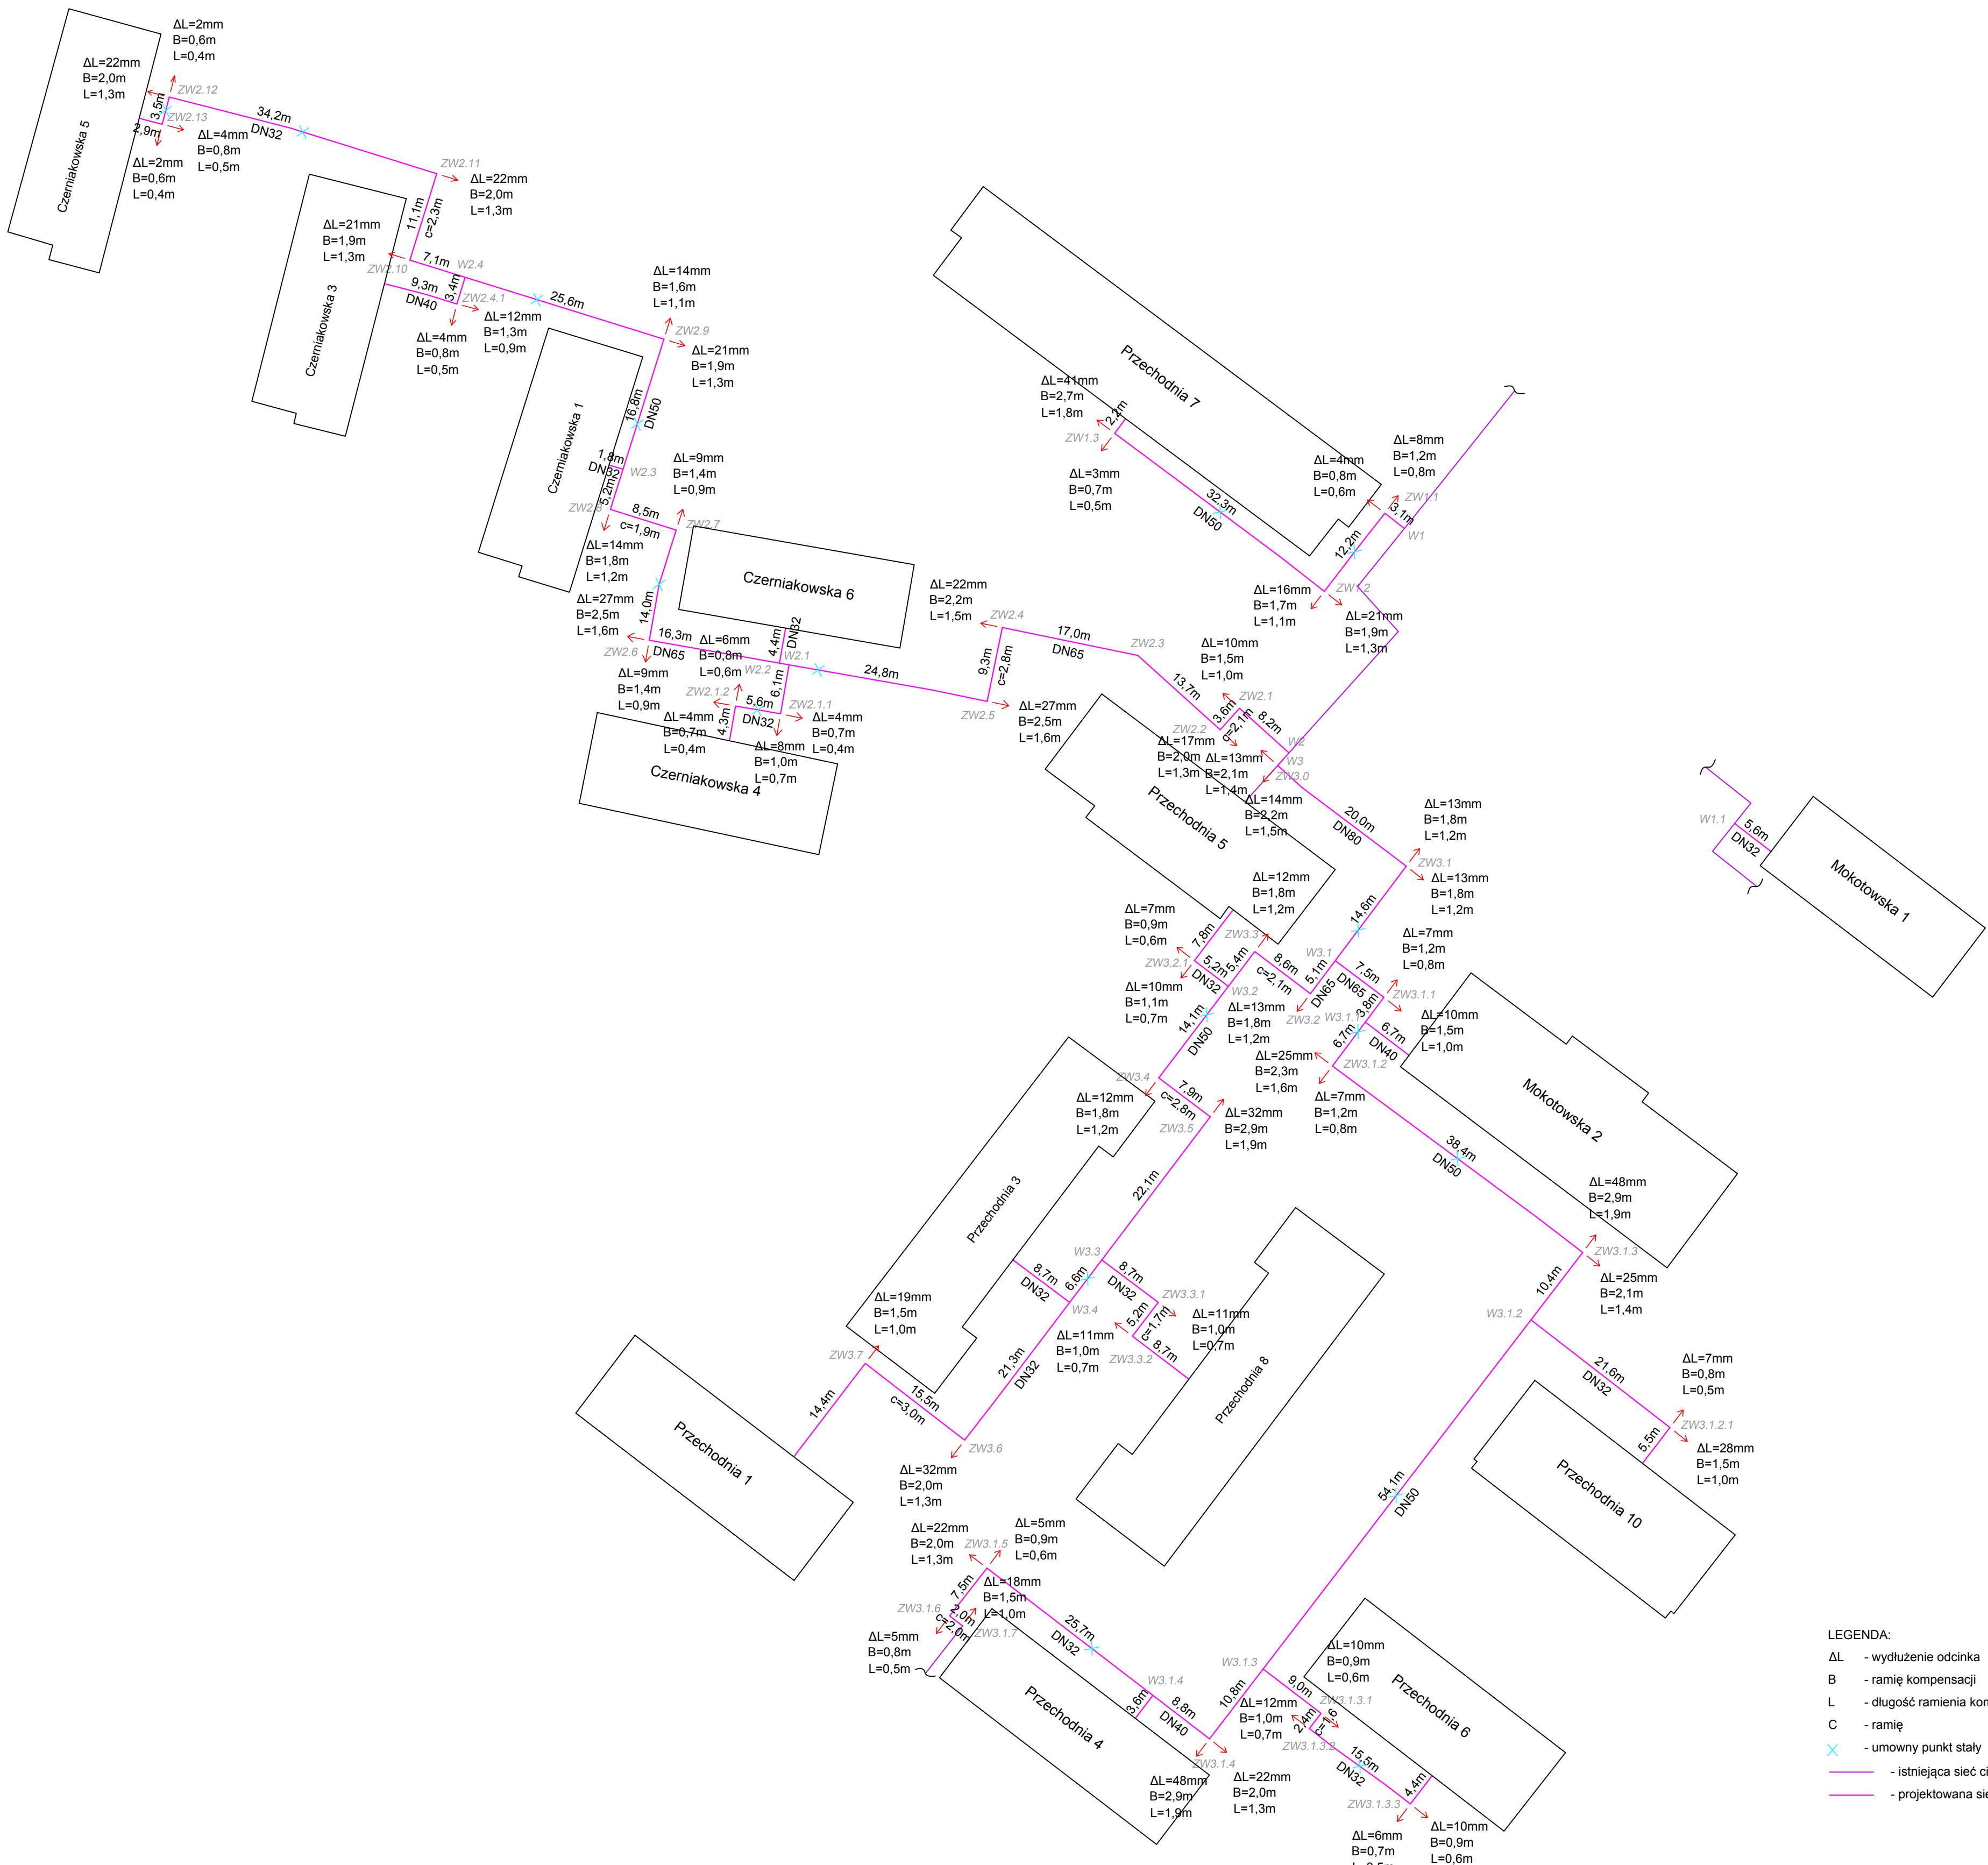 ΔL=2mm
B=0,6m
L=0,4m
ΔL=22mm
B=2,0m
L=1,3m
ZW2.12
3,5m
ZW2.13
2,9m
Czerniakowska 5
ΔL=4mm
B=0,8m
L=0,5m
ΔL=2mm
B=0,6m
L=0,4m
34,2m
DN32
ZW2.11
ΔL=22mm
B=2,0m
L=1,3m
11,1m
c=2,3m
ΔL=21mm
B=1,9m
L=1,3m
ZW2.10
7,1m
W2.4
9,3m
DN40
3,4m
ZW2.4.1
Czerniakowska 3
ΔL=12mm
B=1,3m
L=0,9m
ΔL=4mm
B=0,8m
L=0,5m
25,6m
ΔL=14mm
B=1,6m
L=1,1m
ZW2.9
ΔL=21mm
B=1,9m
L=1,3m
16,8m
DN50
Czerniakowska 1
1,8m
DN32
W2.3
5,2m
ZW2.8
8,5m
c=1,9m
ΔL=9mm
B=1,4m
L=0,9m
ZW2.7
ΔL=14mm
B=1,8m
L=1,2m
14,0m
ΔL=27mm
B=2,5m
L=1,6m
ZW2.6
16,3m
DN65
ΔL=9mm
B=1,4m
L=0,9m
Czerniakowska 6
4,4m
DN32
W2.1
W2.2
ΔL=6mm
B=0,8m
L=0,6m
6,1m
ZW2.1.2
5,6m
DN32
ZW2.1.1
4,3m
ΔL=4mm
B=0,7m
L=0,4m
ΔL=4mm
B=0,7m
L=0,4m
ΔL=8mm
B=1,0m
L=0,7m
Czerniakowska 4
24,8m
ZW2.5
ΔL=27mm
B=2,5m
L=1,6m
9,3m
c=2,8m
ΔL=22mm
B=2,2m
L=1,5m
ZW2.4
17,0m
DN65
ZW2.3
13,7m
ΔL=10mm
B=1,5m
L=1,0m
ZW2.1
3,6m
c=2,1m
ZW2.2
8,2m
W2
W3
ZW3.0
ΔL=17mm
B=2,0m
L=1,3m
ΔL=13mm
B=2,1m
L=1,4m
ΔL=14mm
B=2,2m
L=1,5m
Przechodnia 7
ΔL=41mm
B=2,7m
L=1,8m
2,2m
ZW1.3
ΔL=3mm
B=0,7m
L=0,5m
32,3m
DN50
ΔL=4mm
B=0,8m
L=0,6m
ΔL=8mm
B=1,2m
L=0,8m
ZW1.1
3,1m
W1
12,2m
ZW1.2
ΔL=16mm
B=1,7m
L=1,1m
ΔL=21mm
B=1,9m
L=1,3m
W1.1
5,6m
DN32
Mokotowska 1
Przechodnia 5
20,0m
DN80
ΔL=13mm
B=1,8m
L=1,2m
ZW3.1
ΔL=13mm
B=1,8m
L=1,2m
14,6m
ΔL=12mm
B=1,8m
L=1,2m
ΔL=7mm
B=0,9m
L=0,6m
7,8m
ZW3.3
5,4m
8,6m
c=2,1m
W3.1
5,1m
DN65
ZW3.2
ZW3.2.1
5,2m
DN32
W3.2
ΔL=10mm
B=1,1m
L=0,7m
ΔL=13mm
B=1,8m
L=1,2m
14,1m
DN50
ΔL=7mm
B=1,2m
L=0,8m
7,5m
DN65
ZW3.1.1
3,8m
W3.1.1
ΔL=10mm
B=1,5m
L=1,0m
6,7m
6,7m
DN40
ZW3.1.2
ΔL=25mm
B=2,3m
L=1,6m
ΔL=7mm
B=1,2m
L=0,8m
Mokotowska 2
ZW3.4
ΔL=12mm
B=1,8m
L=1,2m
7,9m
c=2,8m
ZW3.5
ΔL=32mm
B=2,9m
L=1,9m
22,1m
38,4m
DN50
ΔL=48mm
B=2,9m
L=1,9m
ZW3.1.3
ΔL=25mm
B=2,1m
L=1,4m
10,4m
W3.1.2
Przechodnia 3
W3.3
8,7m
DN32
6,6m
W3.4
8,7m
DN32
ZW3.3.1
5,2m
c=1,7m
ΔL=11mm
B=1,0m
L=0,7m
ΔL=11mm
B=1,0m
L=0,7m
ZW3.3.2
8,7m
Przechodnia 8
21,3m
DN32
ΔL=19mm
B=1,5m
L=1,0m
ZW3.7
14,4m
15,5m
c=3,0m
ZW3.6
ΔL=32mm
B=2,0m
L=1,3m
Przechodnia 1
21,6m
DN32
ΔL=7mm
B=0,8m
L=0,5m
ZW3.1.2.1
5,5m
ΔL=28mm
B=1,5m
L=1,0m
Przechodnia 10
54,1m
DN50
ΔL=22mm
B=2,0m
L=1,3m
ZW3.1.5
ΔL=5mm
B=0,9m
L=0,6m
7,5m
ΔL=18mm
B=1,5m
L=1,0m
ZW3.1.6
2,0m
c=2,0m
ZW3.1.7
ΔL=5mm
B=0,8m
L=0,5m
25,7m
DN32
W3.1.4
3,6m
8,8m
DN40
Przechodnia 4
W3.1.3
10,8m
ZW3.1.4
ΔL=48mm
B=2,9m
L=1,9m
ΔL=22mm
B=2,0m
L=1,3m
9,0m
ΔL=10mm
B=0,9m
L=0,6m
ZW3.1.3.1
ΔL=12mm
B=1,0m
L=0,7m
2,4m
c=1,6
ZW3.1.3.2
15,5m
DN32
4,4m
ZW3.1.3.3
Przechodnia 6
ΔL=6mm
B=0,7m
ΔL=10mm
B=0,9m
L=0,6m
LEGENDA:
ΔL - wydłużenie odcinka
B - ramię kompensacji
L - długość ramienia
C - ramię
- umowny punkt stały
- istniejąca sieć
- projektowana